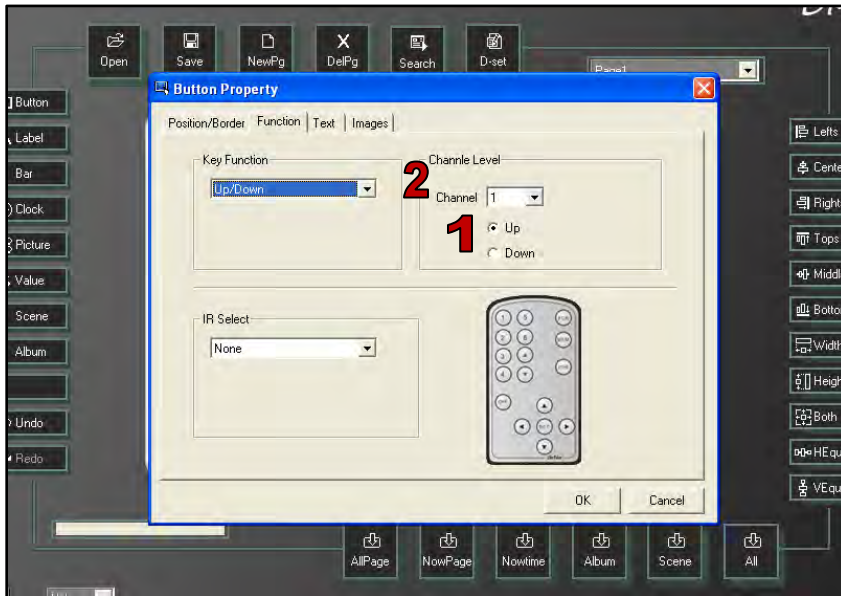 Open
Save
NewPg
DelPg
Search
D-set
Page1
Button Property
Position/Border Function Text Images
Key Function
Up/Down
2
Channle Level
Channel 1
1
Up
Down
IR Select
None
OK Cancel
Button
Label
Bar
Clock
Picture
Value
Scene
Album
Undo
Redo
Lefts
Cente
Right
Tops
Middl
Botto
Width
Heigh
Both
HEqu
VEqu
AllPage
NowPage
Nowtime
Album
Scene
All